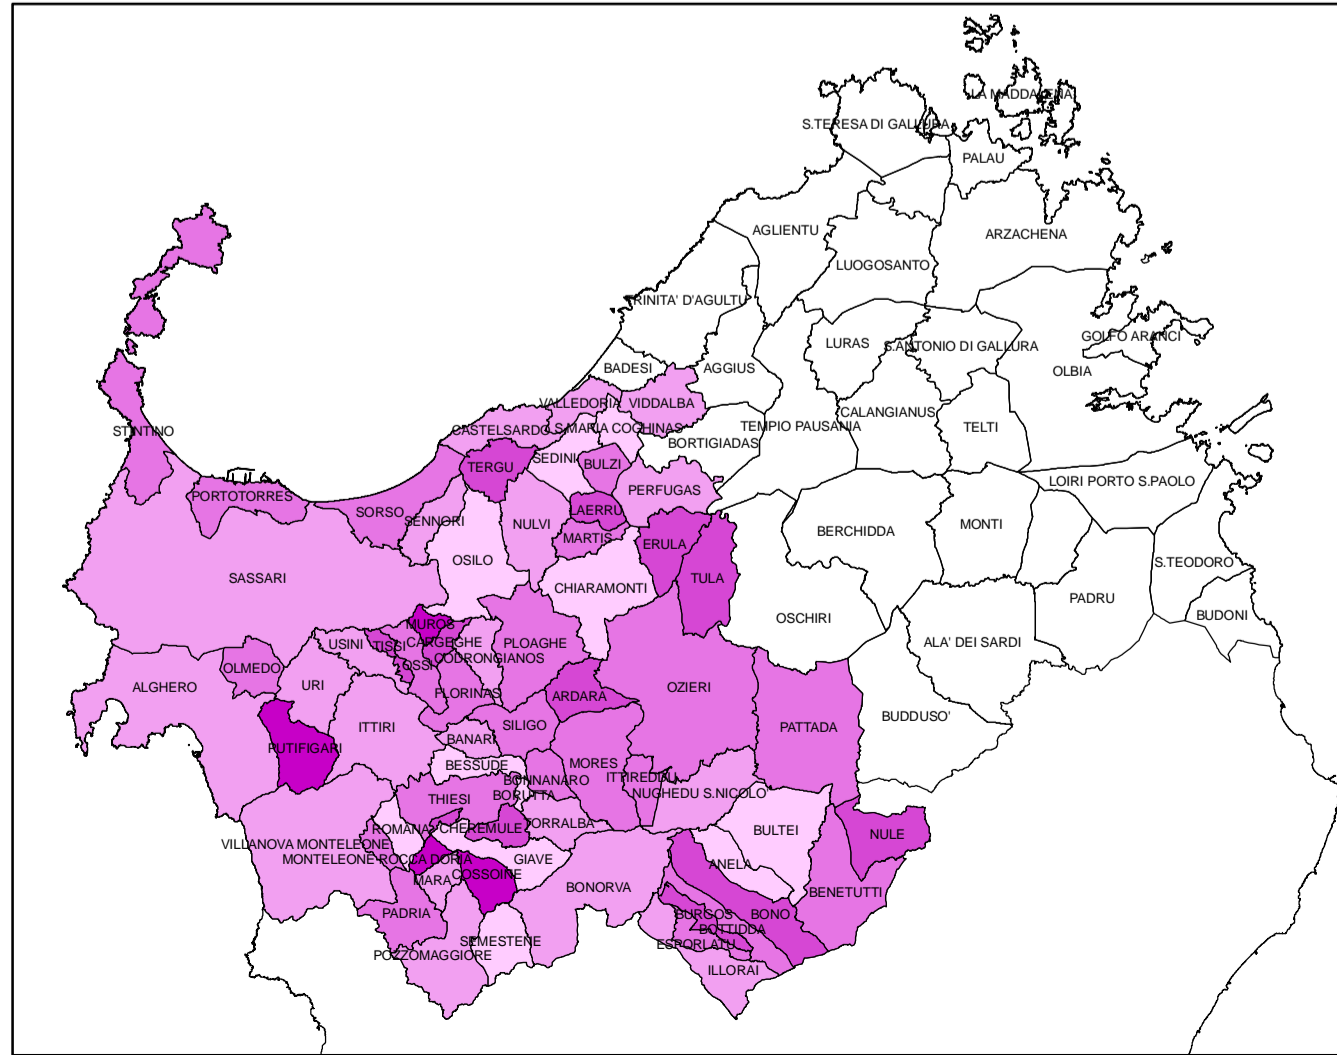 LA MADDALENA
S.TERESA DI GALLURA
PALAU
AGLIENTU
ARZACHENA
LUOGOSANTO
TRINITA' D'AGULTU
GOLFO ARANCI
LURAS
S.ANTONIO DI GALLURA
BADESI
AGGIUS
OLBIA
VALLEDORIA
VIDDALBA
CALANGIANUS
STINTINO
CASTELSARDO
S.MARIA COGHINAS
TEMPIO PAUSANIA
TELTI
BORTIGIADAS
SEDINI
BULZI
TERGU
LOIRI PORTO S.PAOLO
PORTOTORRES
PERFUGAS
SORSO
SENNORI
NULVI
LAERRU
MONTI
BERCHIDDA
MARTIS
ERULA
OSILO
S.TEODORO
SASSARI
TULA
CHIARAMONTI
PADRU
BUDONI
OSCHIRI
MUROS
USINI
TISSI
CARGEGHE
PLOAGHE
ALA' DEI SARDI
CODRONGIANOS
OSSI
OLMEDO
ALGHERO
URI
OZIERI
FLORINAS
ARDARA
BUDDUSO'
ITTIRI
SILIGO
PATTADA
BANARI
PUTIFIGARI
BESSUDE
MORES
BONNANARO
ITTIREDDU
BORUTTA
NUGHEDU S.NICOLO'
THIESI
ROMANA
CHEREMULE
TORRALBA
BULTEI
NULE
VILLANOVA MONTELEONE
MONTELEONE ROCCA DORIA
GIAVE
ANELA
COSSOINE
MARA
BONORVA
BENETUTTI
PADRIA
BURGOS
BONO
BOTTIDDA
SEMESTENE
ESPORLATU
POZZOMAGGIORE
ILLORAI